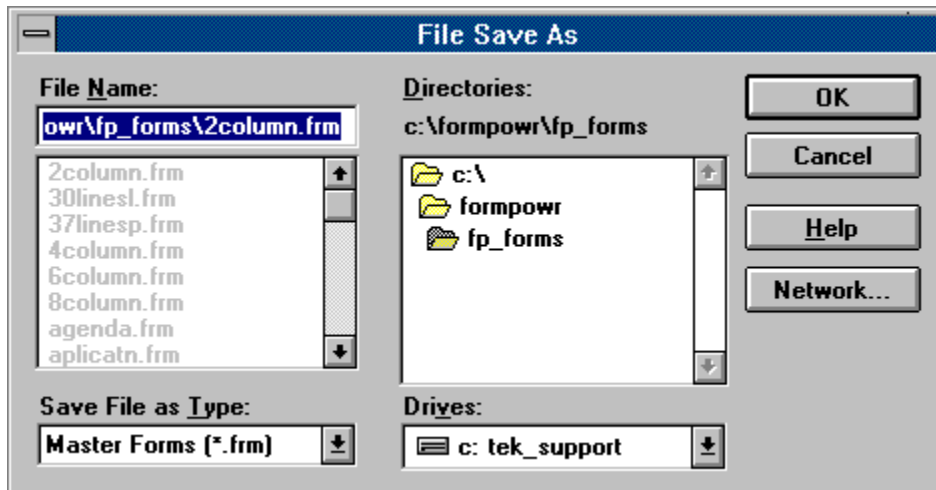 File Save As
File Name:
owr\fp_forms\2column.frm
2column.frm
30linesl.frm
37linesp.frm
4column.frm
6column.frm
8column.frm
agenda.frm
aplicatn.frm
Save File as Type:
Master Forms (*.frm)
Directories:
c:\formpowr\fp_forms
c:\
formpowr
fp_forms
Drives:
c: tek_support
OK
Cancel
Help
Network...